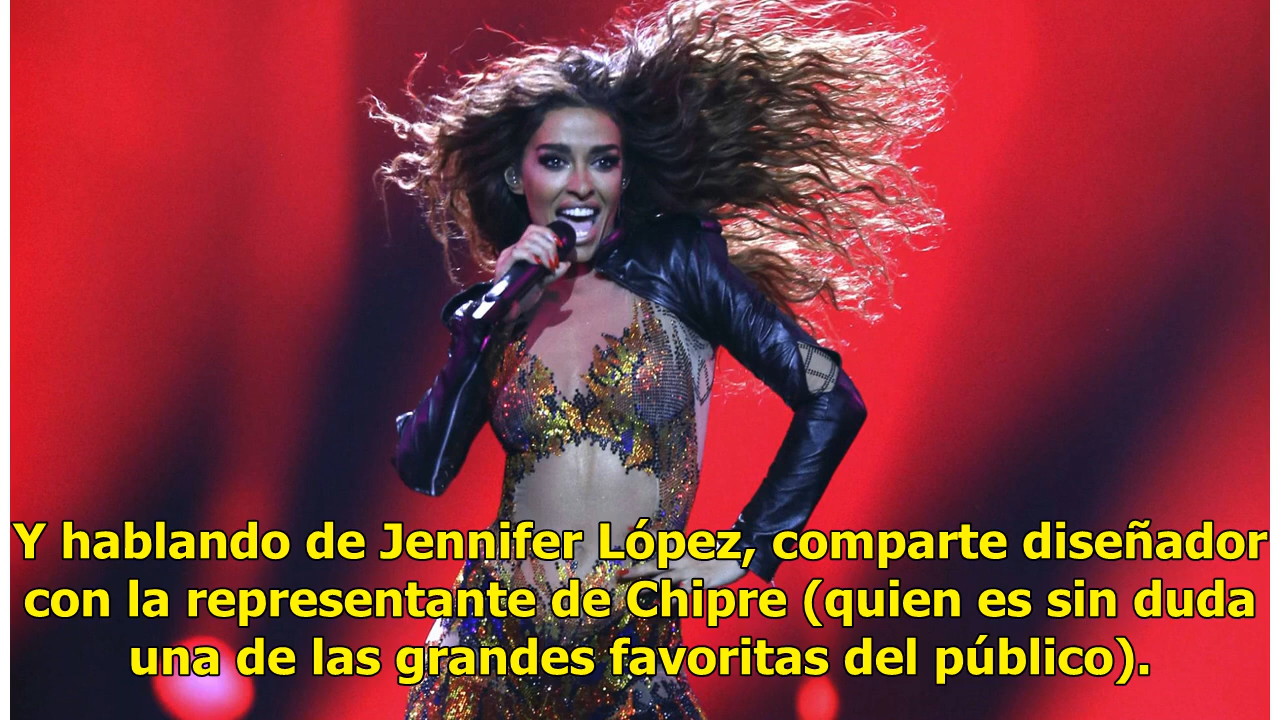 Y hablando de Jennifer López, comparte diseñador
con la representante de Chipre (quien es sin duda
una de las grandes favoritas del público).